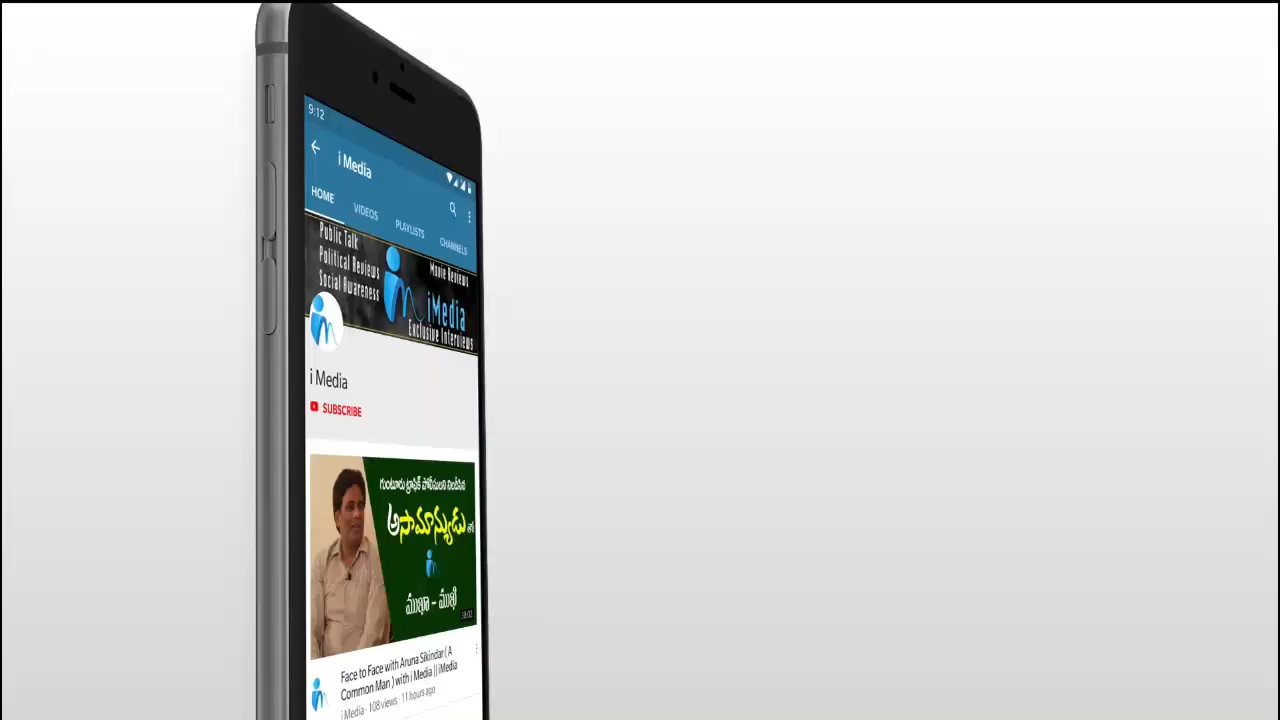 9:12
i Media
HOME
VIDEOS
PLAYLISTS
CHANNELS
Public Talk
Political Reviews
Social Awareness
Movie Reviews
iMedia
Exclusive Interviews
i Media
SUBSCRIBE
గుంటూరు ట్రాఫిక్ పోలీసులని నిలదీసిన
అసామాన్యుడు తో
ముఖా - ముఖి
Face to Face with Aruna Sikindar ( A
Common Man ) with i Media || iMedia
i Media · 108 views · 11 hours ago